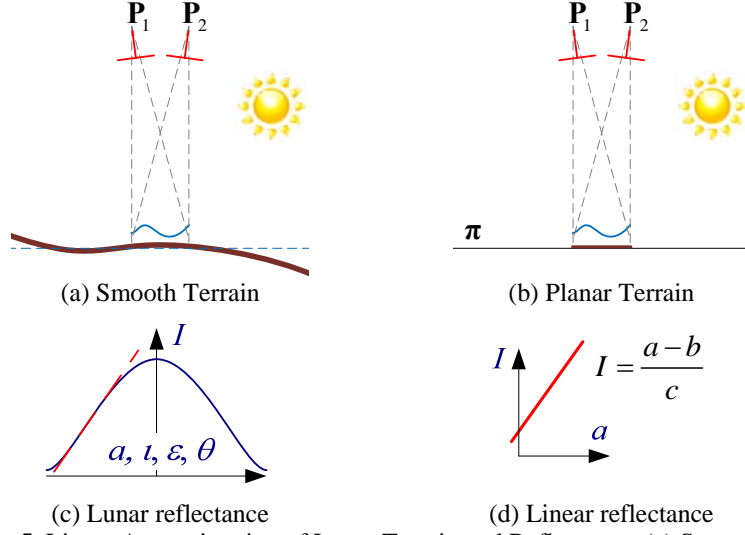 P₁ P₂ P₁ P₂
π
(a) Smooth Terrain (b) Planar Terrain
I
a, ι, ε, θ
I
I = (a − b) / c
a
(c) Lunar reflectance (d) Linear reflectance